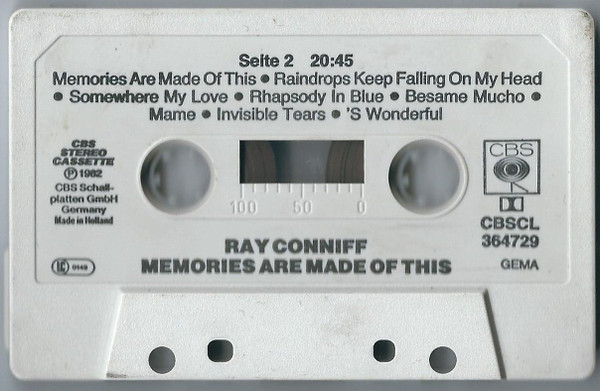 Seite 2 20:45
Memories Are Made Of This • Raindrops Keep Falling On My Head
• Somewhere My Love • Rhapsody In Blue • Besame Mucho •
Mame • Invisible Tears • 'S Wonderful
CBS
STEREO
CASSETTE
Ⓟ 1982
CBS Schall-
platten GmbH
Germany
Made in Holland
LC 0149
100 50 0
CBS
CBSCL
364729
GEMA
RAY CONNIFF
MEMORIES ARE MADE OF THIS